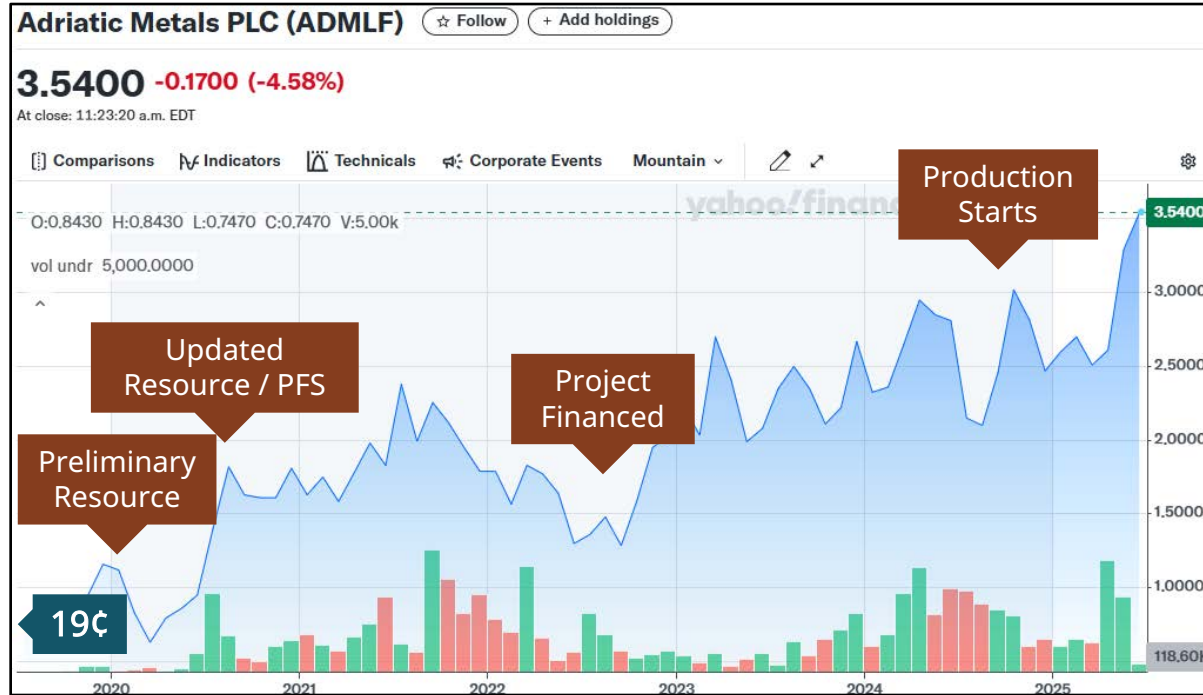 Adriatic Metals PLC (ADMLF) ☆ Follow + Add holdings
3.5400 -0.1700 (-4.58%)
At close: 11:23:20 a.m. EDT
Comparisons Indicators Technicals Corporate Events Mountain
Production
Starts
O:0.8430 H:0.8430 L:0.7470 C:0.7470 V:5.00k
3.5400
vol undr 5,000.0000
3.0000
Updated
Resource / PFS
2.5000
Project
Financed
2.0000
Preliminary
Resource
1.5000
1.0000
19¢
2020 2021 2022 2023 2024 2025